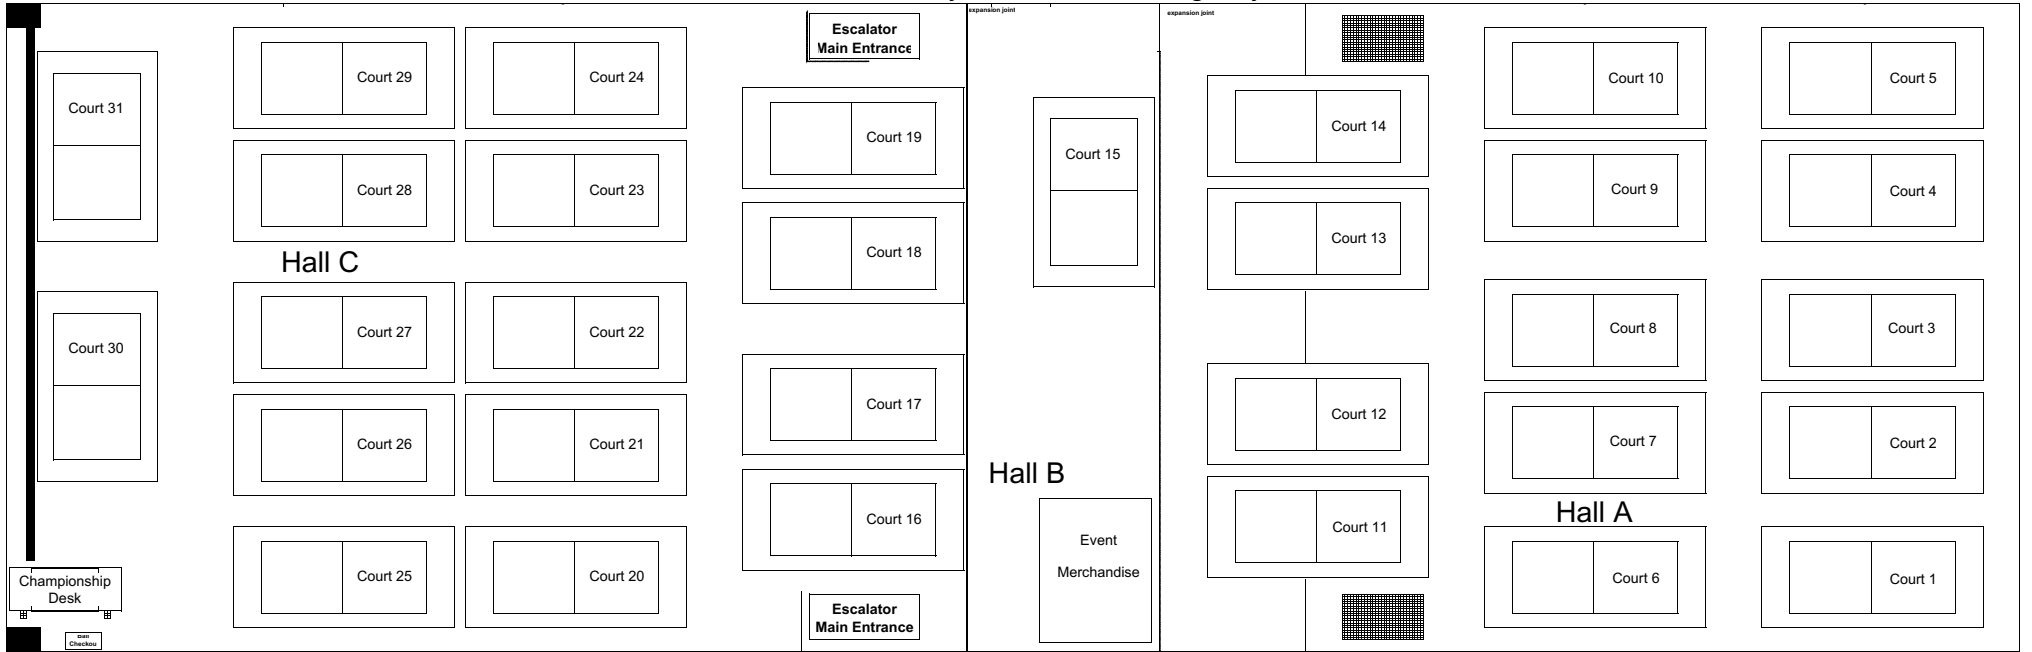 expansion joint
expansion joint
Escalator
Main Entrance
Court 31
Court 29
Court 24
Court 19
Court 15
Court 14
Court 10
Court 5
Court 28
Court 23
Court 18
Court 13
Court 9
Court 4
Hall C
Court 30
Court 27
Court 22
Court 17
Court 12
Court 8
Court 3
Court 26
Court 21
Court 7
Court 2
Hall B
Hall A
Court 16
Court 11
Event
Merchandise
Championship
Desk
Court 25
Court 20
Court 6
Court 1
Escalator
Main Entrance
Ball
Checkou